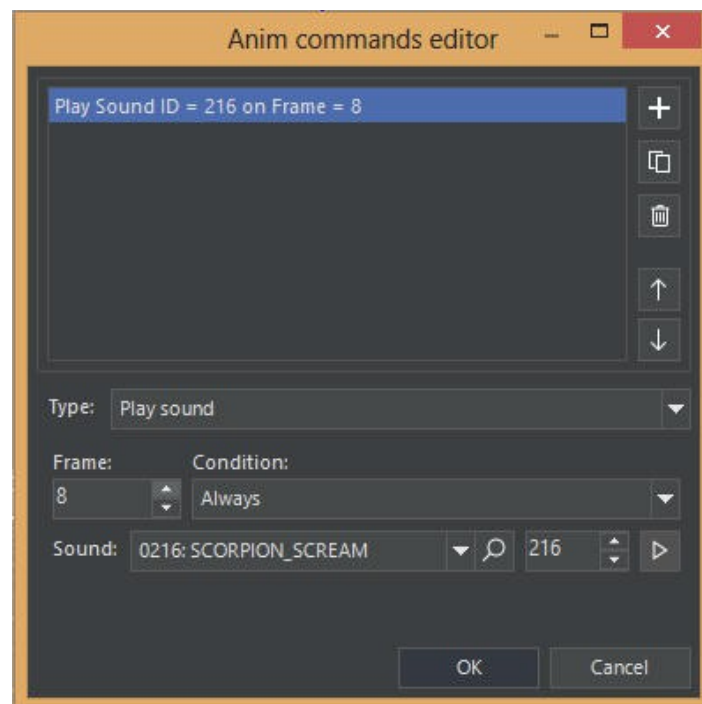 Anim commands editor
Play Sound ID = 216 on Frame = 8
Type: Play sound
Frame: Condition:
8 Always
Sound: 0216: SCORPION_SCREAM 216
OK Cancel